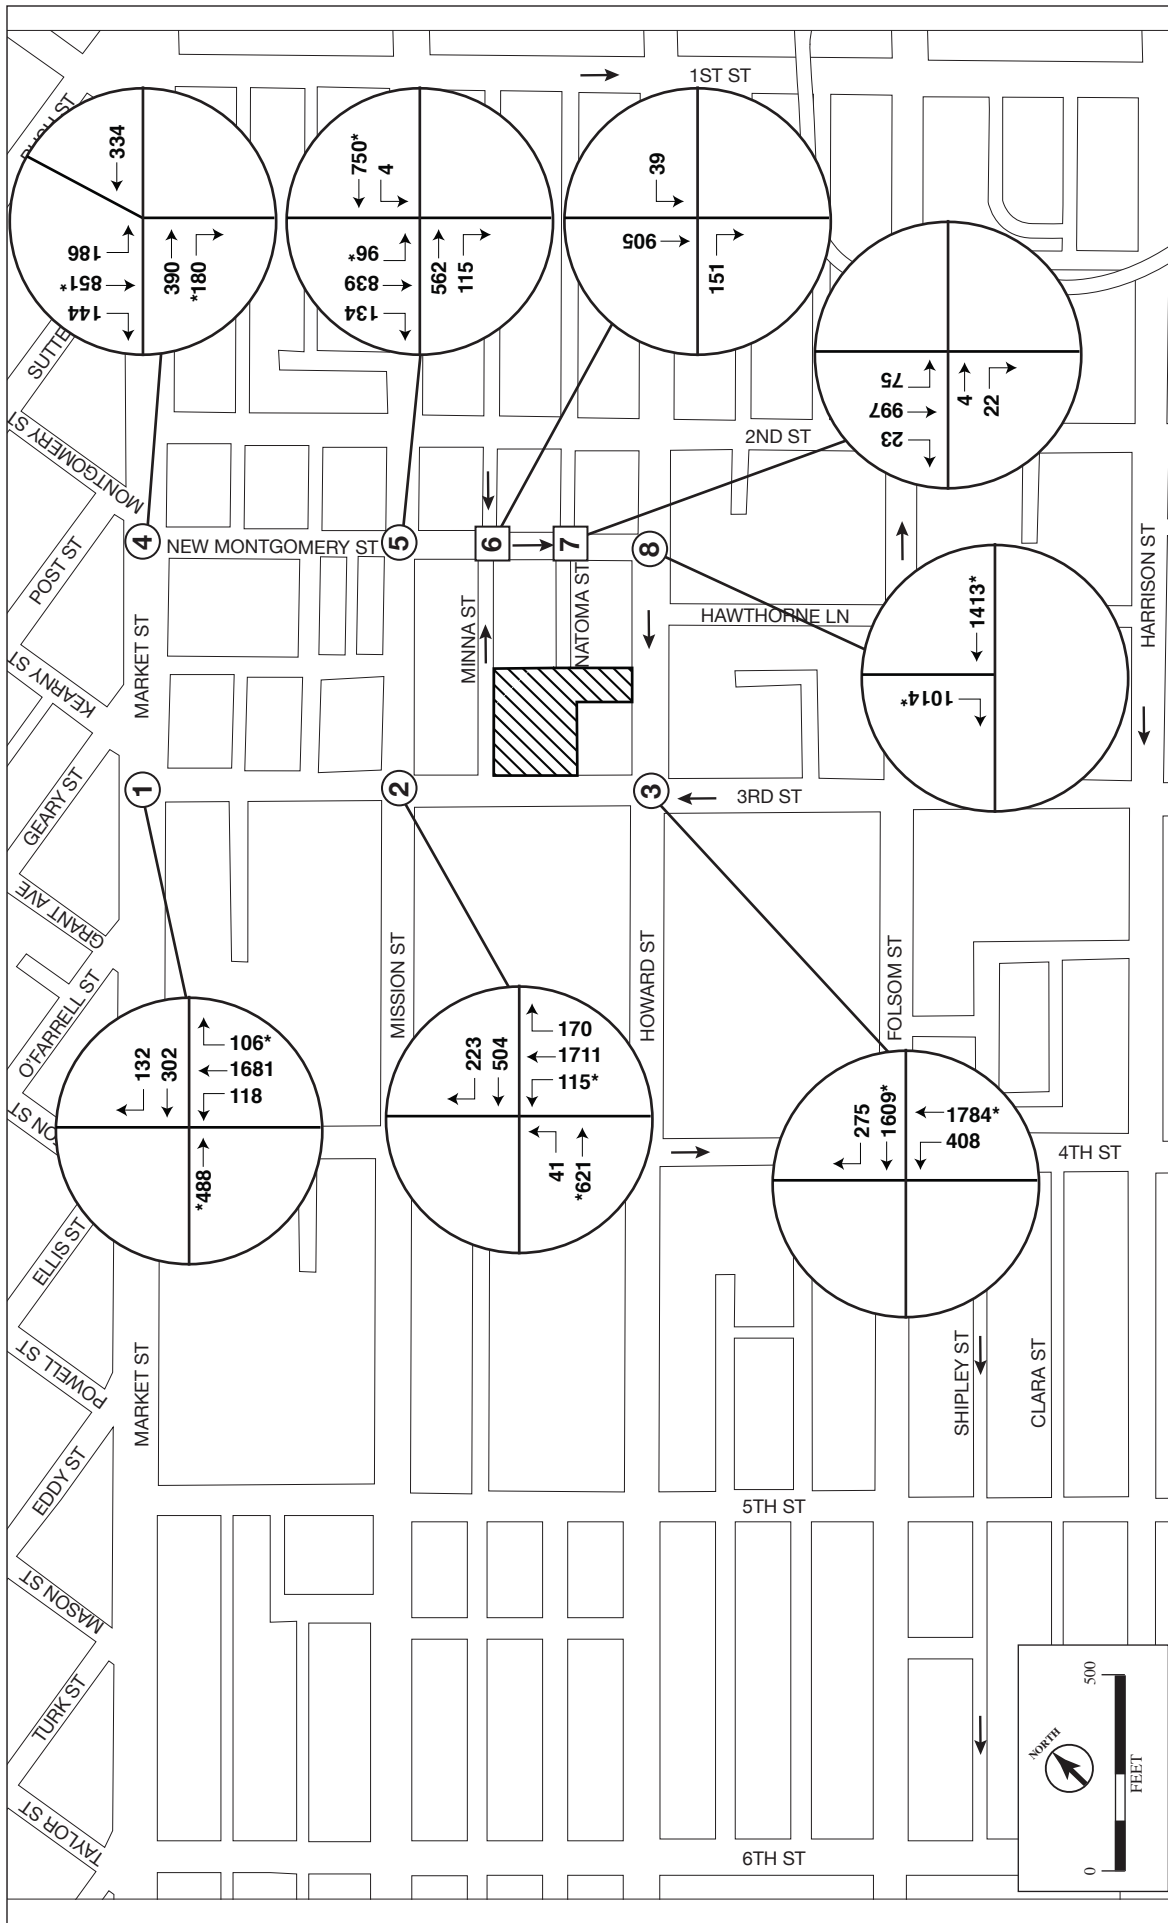 1ST ST
ST
SUTTE
MONTGOMERY ST
POST ST
KEARNY ST
GEARY ST
GRANT AVE
O'FARRELL ST
ON ST
ELLIS ST
POWELL ST
EDDY ST
MASON ST
TURK ST
TAYLOR ST
144
851*
186
334
390
*180
134
839
96*
750*
4
562
115
905
39
151
23
997
75
4
22
1014*
1413*
132
302
106*
1681
118
*488
223
504
170
1711
115*
41
*621
275
1609*
1784*
408
4
5
6
7
8
1
2
3
NEW MONTGOMERY ST
2ND ST
MINNA ST
NATOMA ST
HAWTHORNE LN
HARRISON ST
MARKET ST
3RD ST
MISSION ST
HOWARD ST
FOLSOM ST
4TH ST
MARKET ST
SHIPLEY ST
CLARA ST
5TH ST
6TH ST
NORTH
0
500
FEET